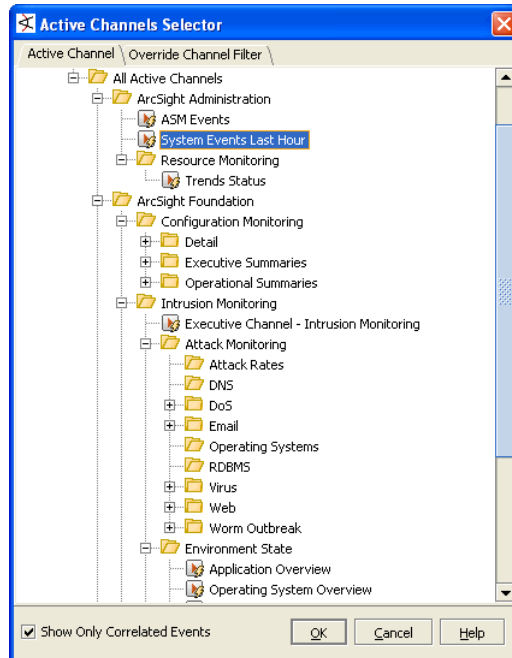 Active Channels Selector
Active Channel Override Channel Filter
All Active Channels
ArcSight Administration
ASM Events
System Events Last Hour
Resource Monitoring
Trends Status
ArcSight Foundation
Configuration Monitoring
Detail
Executive Summaries
Operational Summaries
Intrusion Monitoring
Executive Channel - Intrusion Monitoring
Attack Monitoring
Attack Rates
DNS
DoS
Email
Operating Systems
RDBMS
Virus
Web
Worm Outbreak
Environment State
Application Overview
Operating System Overview
Show Only Correlated Events OK Cancel Help